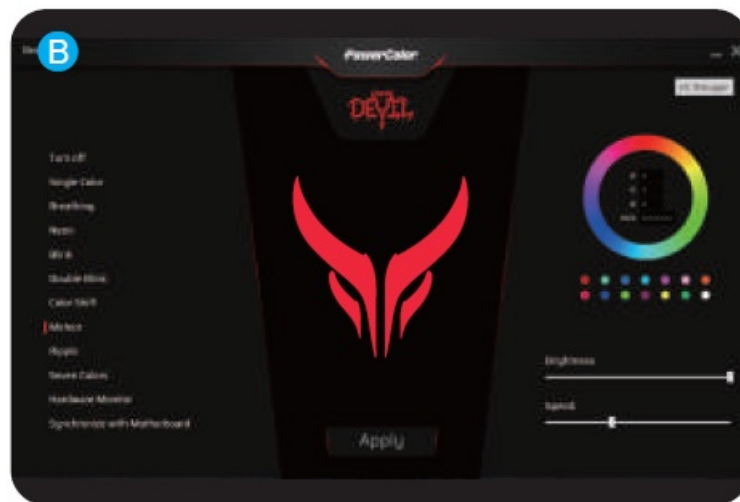 B
PowerColor
DEVIL
Turn off
Single Color
Breathing
Blink
Double Blink
Color Shift
Meteor
Ripple
Seven Colors
Hardware Monitor
Synchronize with Motherboard
Brightness
Speed
Apply